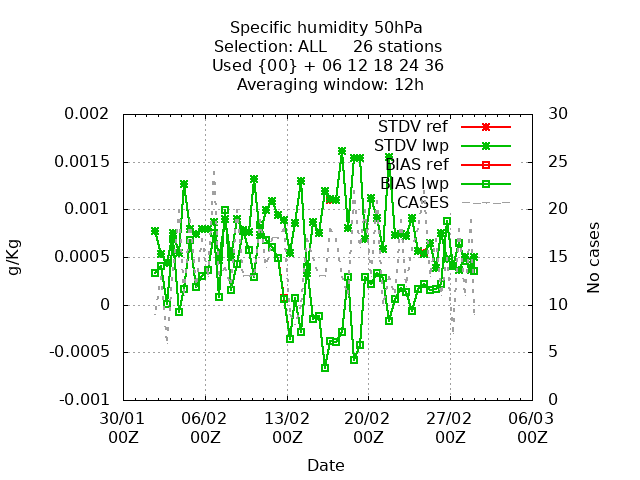 Specific humidity 50hPa
Selection: ALL 26 stations
Used {00} + 06 12 18 24 36
Averaging window: 12h
0.002
0.0015
0.001
0.0005
0
-0.0005
-0.001
30
25
20
15
10
5
0
STDV ref
STDV lwp
BIAS ref
BIAS lwp
CASES
g/Kg
No cases
30/01 06/02 13/02 20/02 27/02 06/03
00Z 00Z 00Z 00Z 00Z 00Z
Date